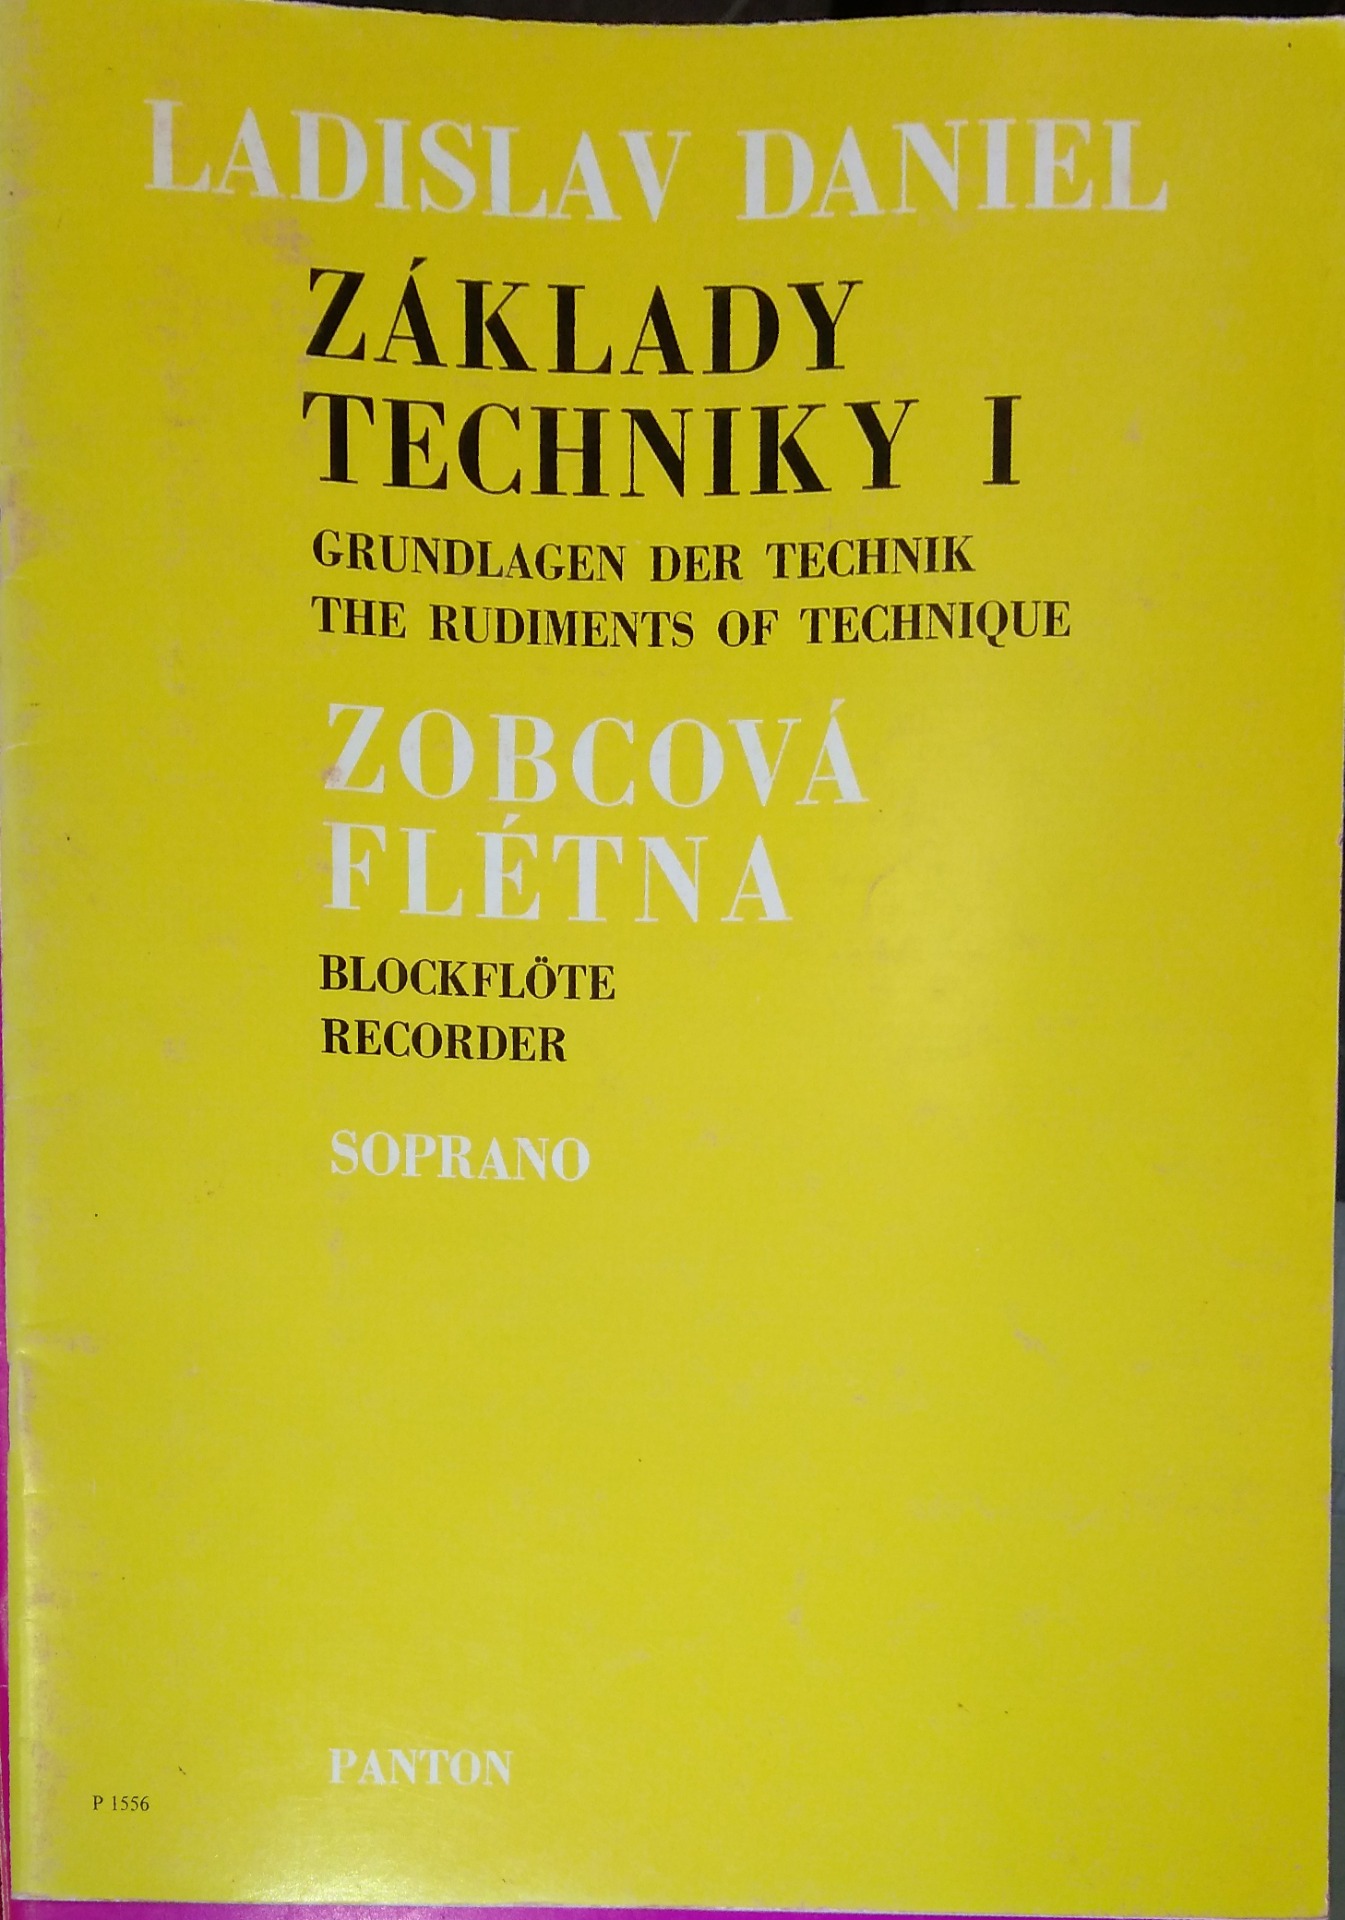 LADISLAV DANIEL
ZÁKLADY
TECHNIKY I
GRUNDLAGEN DER TECHNIK
THE RUDIMENTS OF TECHNIQUE
ZOBCOVÁ
FLÉTNA
BLOCKFLÖTE
RECORDER
SOPRANO
PANTON
P 1556